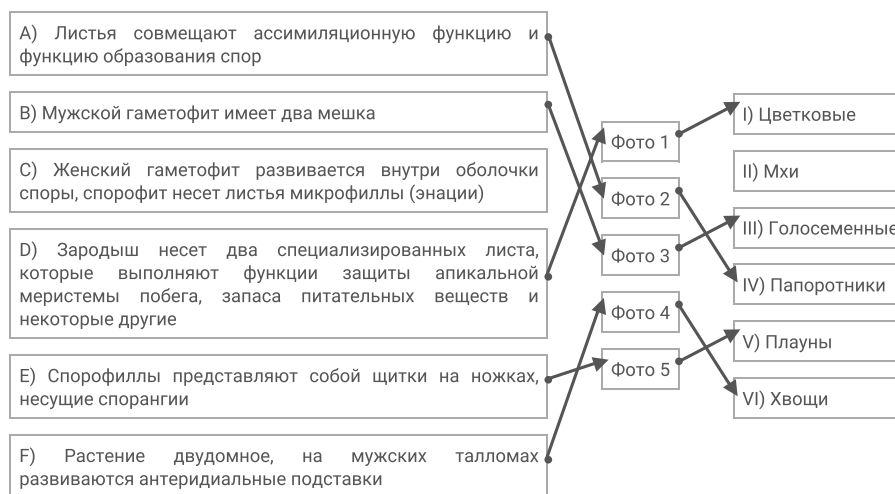 A) Листья совмещают ассимиляционную функцию и
функцию образования спор
B) Мужской гаметофит имеет два мешка
C) Женский гаметофит развивается внутри оболочки
споры, спорофит несет листья микрофиллы (энации)
D) Зародыш несет два специализированных листа,
которые выполняют функции защиты апикальной
меристемы побега, запаса питательных веществ и
некоторые другие
E) Спорофиллы представляют собой щитки на ножках,
несущие спорангии
F) Растение двудомное, на мужских талломах
развиваются антеридиальные подставки
Фото 1
Фото 2
Фото 3
Фото 4
Фото 5
I) Цветковые
II) Мхи
III) Голосеменные
IV) Папоротники
V) Плауны
VI) Хвощи